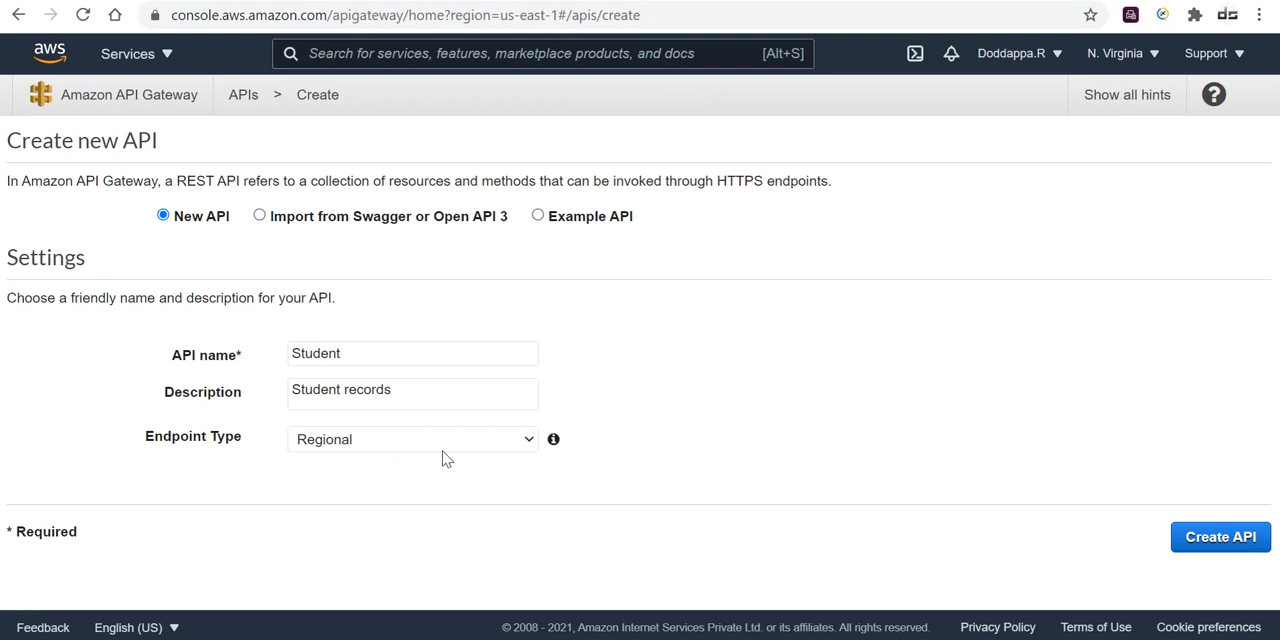 console.aws.amazon.com/apigateway/home?region=us-east-1#/apis/create
aws Services Search for services, features, marketplace products, and docs [Alt+S] Doddappa.R N. Virginia Support
Amazon API Gateway APIs > Create Show all hints ?
Create new API
In Amazon API Gateway, a REST API refers to a collection of resources and methods that can be invoked through HTTPS endpoints.
New API Import from Swagger or Open API 3 Example API
Settings
Choose a friendly name and description for your API.
API name* Student
Description Student records
Endpoint Type Regional
* Required
Create API
Feedback English (US) © 2008 - 2021, Amazon Internet Services Private Ltd. or its affiliates. All rights reserved. Privacy Policy Terms of Use Cookie preferences